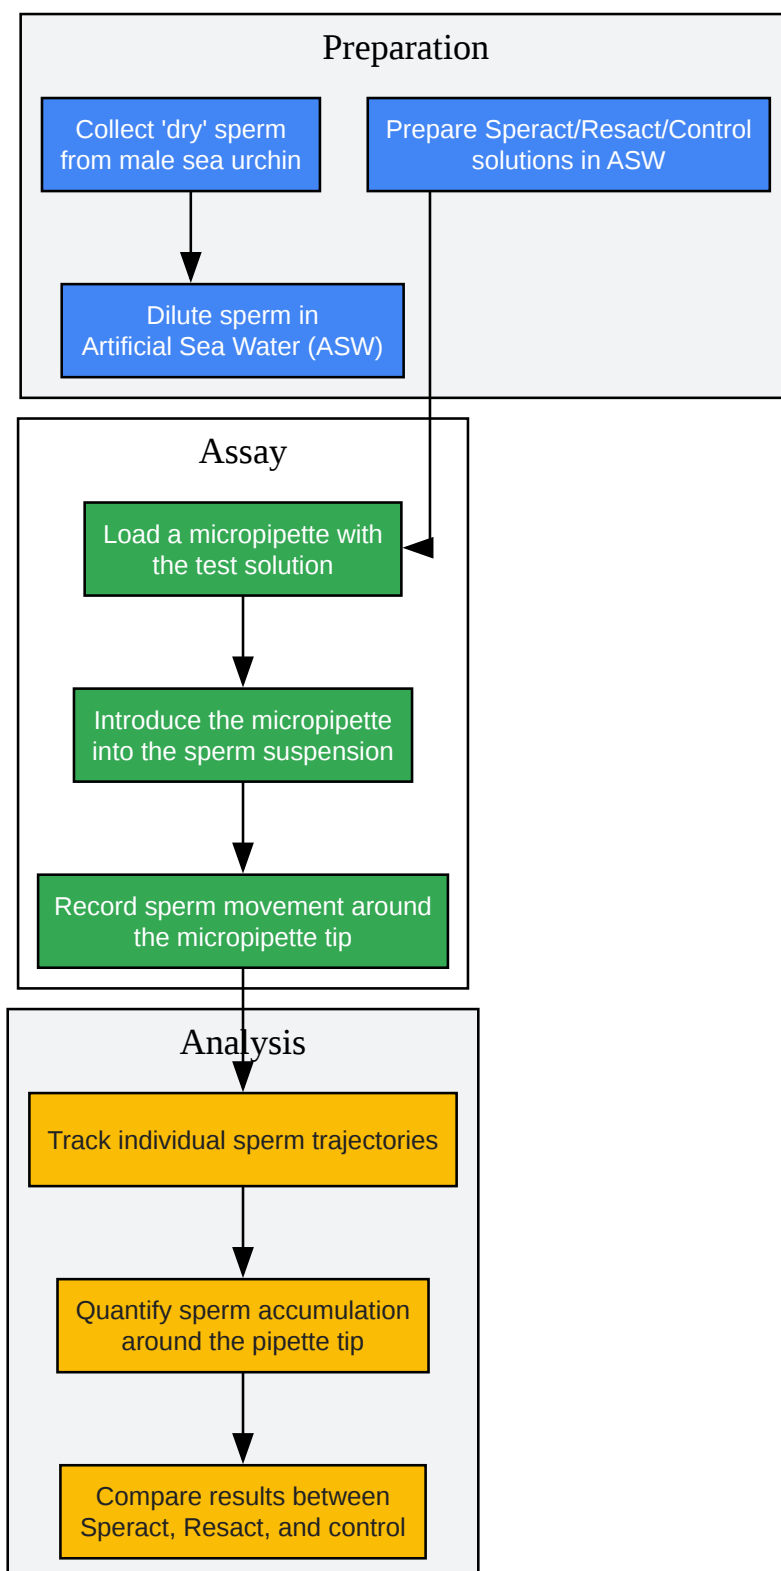 Preparation
Collect 'dry' sperm
from male sea urchin
Prepare Speract/Resact/Control
solutions in ASW
Dilute sperm in
Artificial Sea Water (ASW)
Assay
Load a micropipette with
the test solution
Introduce the micropipette
into the sperm suspension
Record sperm movement around
the micropipette tip
Analysis
Track individual sperm trajectories
Quantify sperm accumulation
around the pipette tip
Compare results between
Speract, Resact, and control